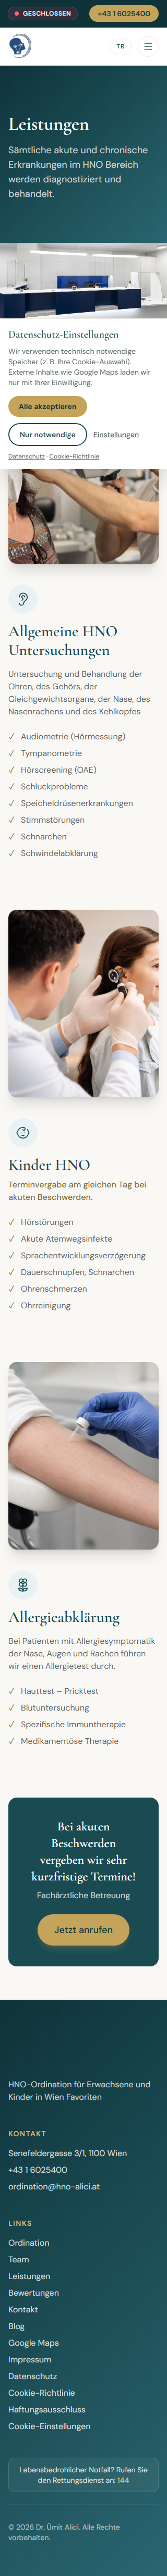 GESCHLOSSEN
+43 1 6025400
TR
Leistungen
Sämtliche akute und chronische
Erkrankungen im HNO Bereich
werden diagnostiziert und
behandelt.
Datenschutz-Einstellungen
Wir verwenden technisch notwendige
Speicher (z. B. Ihre Cookie-Auswahl).
Externe Inhalte wie Google Maps laden wir
nur mit Ihrer Einwilligung.
Alle akzeptieren
Nur notwendige
Einstellungen
Datenschutz · Cookie-Richtlinie
Allgemeine HNO
Untersuchungen
Untersuchung und Behandlung der
Ohren, des Gehörs, der
Gleichgewichtsorgane, der Nase, des
Nasenrachens und des Kehlkopfes
✓ Audiometrie (Hörmessung)
✓ Tympanometrie
✓ Hörscreening (OAE)
✓ Schluckprobleme
✓ Speicheldrüsenerkrankungen
✓ Stimmstörungen
✓ Schnarchen
✓ Schwindelabklärung
Kinder HNO
Terminvergabe am gleichen Tag bei
akuten Beschwerden.
✓ Hörstörungen
✓ Akute Atemwegsinfekte
✓ Sprachentwicklungsverzögerung
✓ Dauerschnupfen, Schnarchen
✓ Ohrenschmerzen
✓ Ohrreinigung
Allergieabklärung
Bei Patienten mit Allergiesymptomatik
der Nase, Augen und Rachen führen
wir einen Allergietest durch.
✓ Hauttest – Pricktest
✓ Blutuntersuchung
✓ Spezifische Immuntherapie
✓ Medikamentöse Therapie
Bei akuten
Beschwerden
vergeben wir sehr
kurzfristige Termine!
Fachärztliche Betreuung
Jetzt anrufen
HNO-Ordination für Erwachsene und
Kinder in Wien Favoriten
KONTAKT
Senefeldergasse 3/1, 1100 Wien
+43 1 6025400
ordination@hno-alici.at
LINKS
Ordination
Team
Leistungen
Bewertungen
Kontakt
Blog
Google Maps
Impressum
Datenschutz
Cookie-Richtlinie
Haftungsausschluss
Cookie-Einstellungen
Lebensbedrohlicher Notfall? Rufen Sie
den Rettungsdienst an: 144
© 2026 Dr. Ümit Alici. Alle Rechte
vorbehalten.